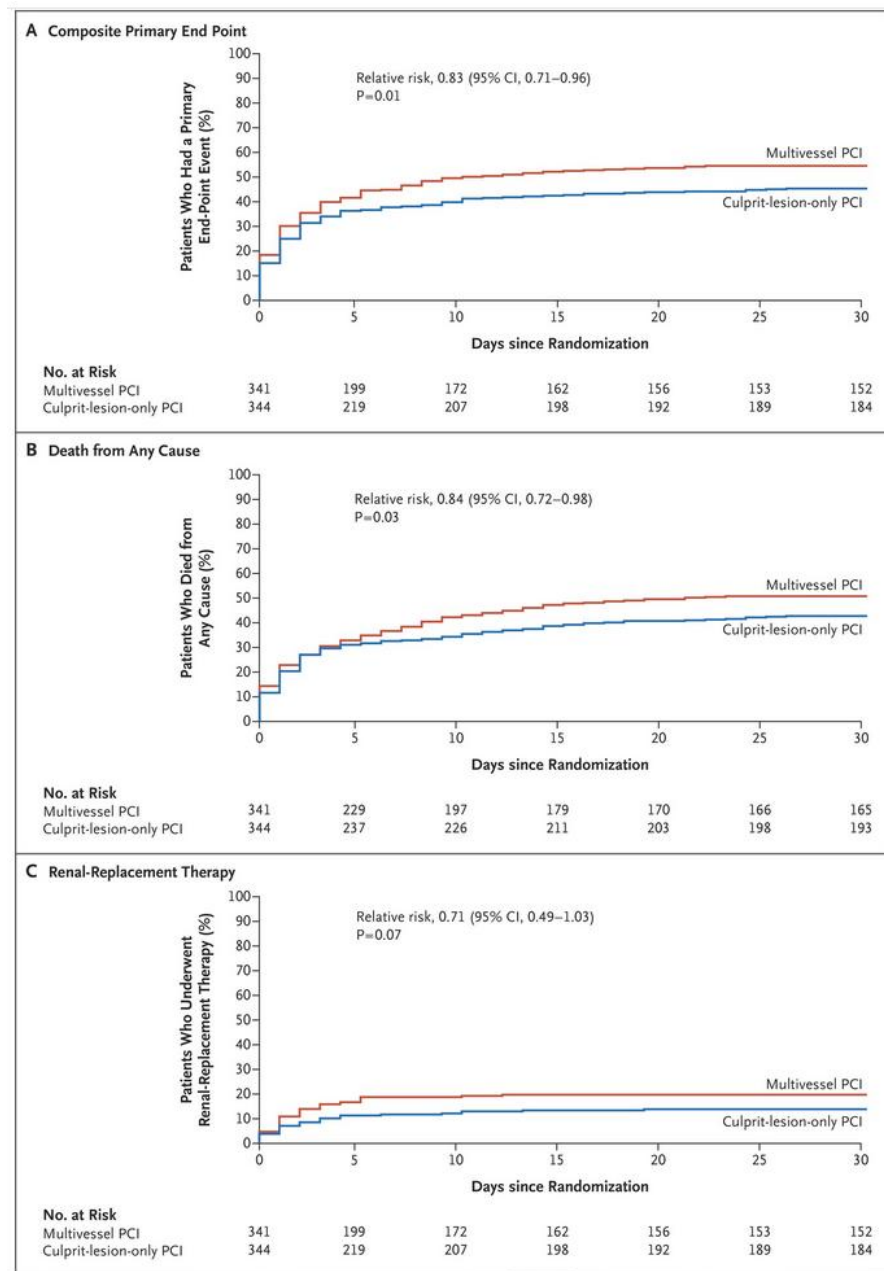 A Composite Primary End Point
Patients Who Had a Primary
End-Point Event (%)
100
90
80
70
60
50
40
30
20
10
0
Relative risk, 0.83 (95% CI, 0.71–0.96)
P=0.01
Multivessel PCI
Culprit-lesion-only PCI
0 5 10 15 20 25 30
Days since Randomization
No. at Risk
Multivessel PCI 341 199 172 162 156 153 152
Culprit-lesion-only PCI 344 219 207 198 192 189 184
B Death from Any Cause
Patients Who Died from
Any Cause (%)
100
90
80
70
60
50
40
30
20
10
0
Relative risk, 0.84 (95% CI, 0.72–0.98)
P=0.03
Multivessel PCI
Culprit-lesion-only PCI
0 5 10 15 20 25 30
Days since Randomization
No. at Risk
Multivessel PCI 341 229 197 179 170 166 165
Culprit-lesion-only PCI 344 237 226 211 203 198 193
C Renal-Replacement Therapy
Patients Who Underwent
Renal-Replacement Therapy (%)
100
90
80
70
60
50
40
30
20
10
0
Relative risk, 0.71 (95% CI, 0.49–1.03)
P=0.07
Multivessel PCI
Culprit-lesion-only PCI
0 5 10 15 20 25 30
Days since Randomization
No. at Risk
Multivessel PCI 341 199 172 162 156 153 152
Culprit-lesion-only PCI 344 219 207 198 192 189 184